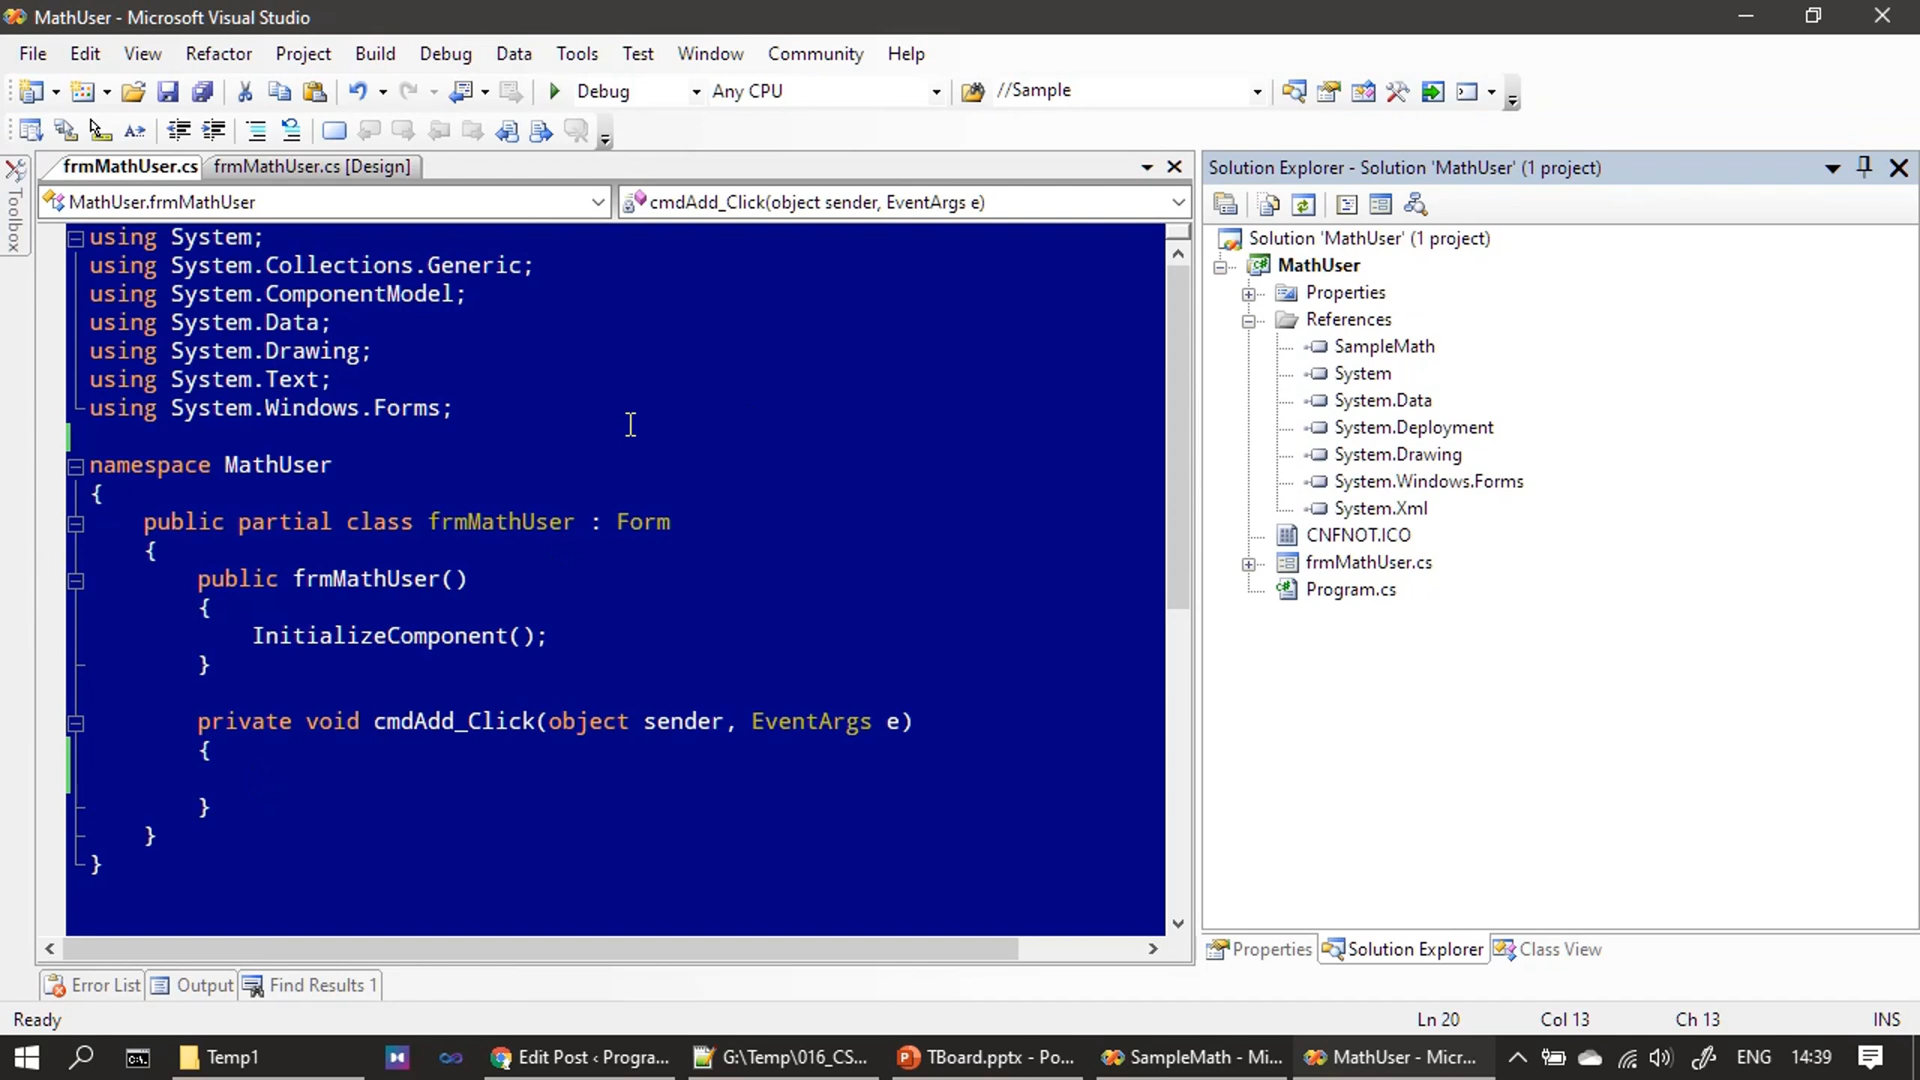 MathUser - Microsoft Visual Studio
File Edit View Refactor Project Build Debug Data Tools Test Window Community Help
Debug Any CPU //Sample
frmMathUser.cs frmMathUser.cs [Design]
Toolbox
MathUser.frmMathUser cmdAdd_Click(object sender, EventArgs e)
using System;
using System.Collections.Generic;
using System.ComponentModel;
using System.Data;
using System.Drawing;
using System.Text;
using System.Windows.Forms;
namespace MathUser
{
public partial class frmMathUser : Form
{
public frmMathUser()
{
InitializeComponent();
}
private void cmdAdd_Click(object sender, EventArgs e)
{
}
}
}
Solution Explorer - Solution 'MathUser' (1 project)
Solution 'MathUser' (1 project)
MathUser
Properties
References
SampleMath
System
System.Data
System.Deployment
System.Drawing
System.Windows.Forms
System.Xml
CNFNOT.ICO
frmMathUser.cs
Program.cs
Properties Solution Explorer Class View
Error List Output Find Results 1
Ready Ln 20 Col 13 Ch 13 INS
Temp1 Edit Post ‹ Progra... G:\Temp\016_CS... TBoard.pptx - Po... SampleMath - Mi... MathUser - Micr... ENG 14:39